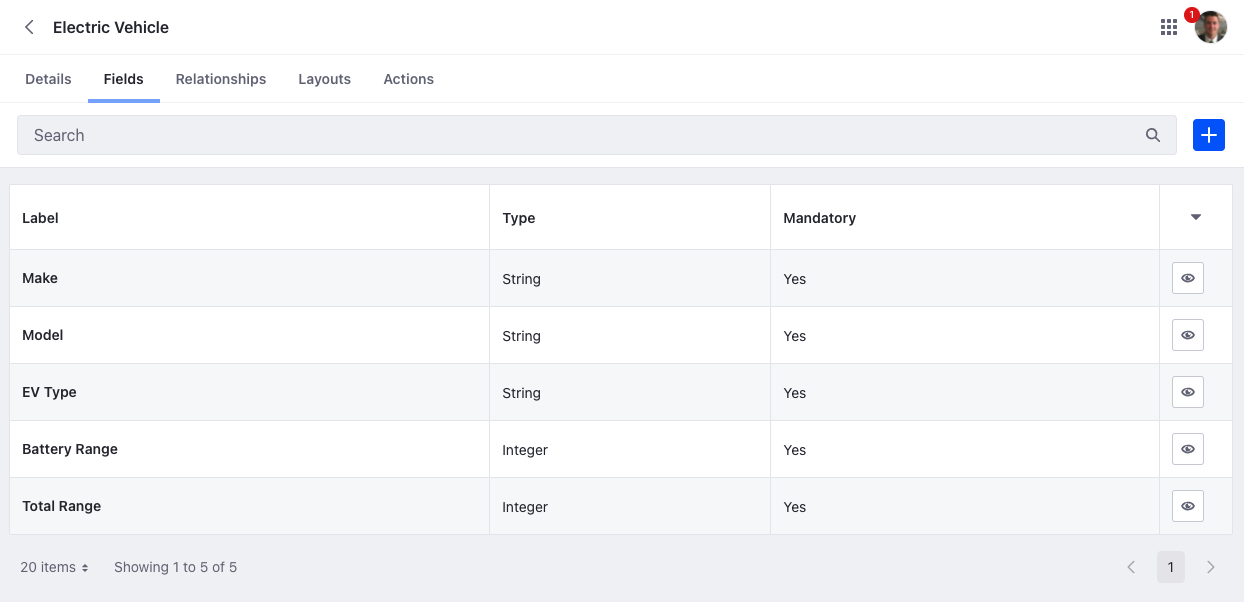 Electric Vehicle
1
Details Fields Relationships Layouts Actions
Search
Label Type Mandatory
Make String Yes
Model String Yes
EV Type String Yes
Battery Range Integer Yes
Total Range Integer Yes
20 items Showing 1 to 5 of 5 1